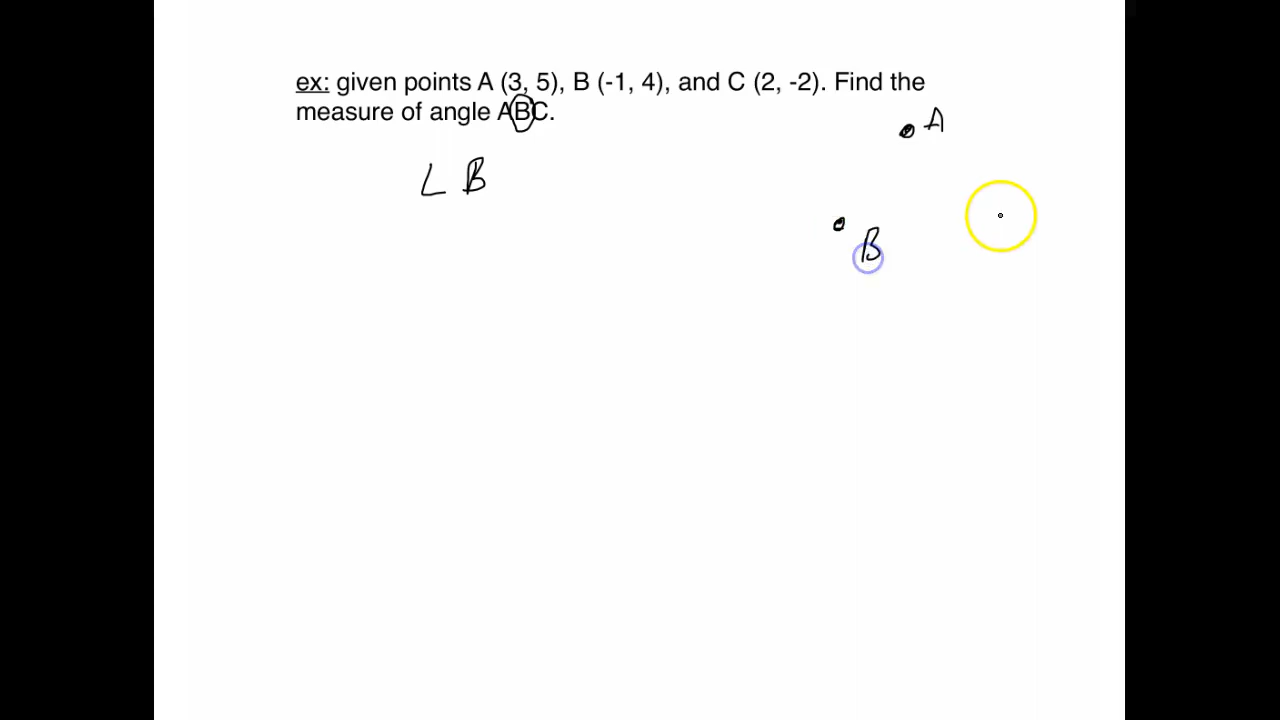 ex: given points A (3, 5), B (-1, 4), and C (2, -2). Find the
measure of angle ABC.
A
∠ B
B